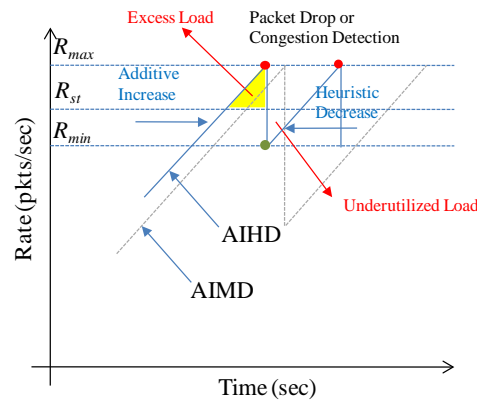 Excess Load
Packet Drop or
Congestion Detection
R_max
Additive
Increase
R_st
Heuristic
Decrease
R_min
Underutilized Load
AIHD
AIMD
Rate (pkts/sec)
Time (sec)